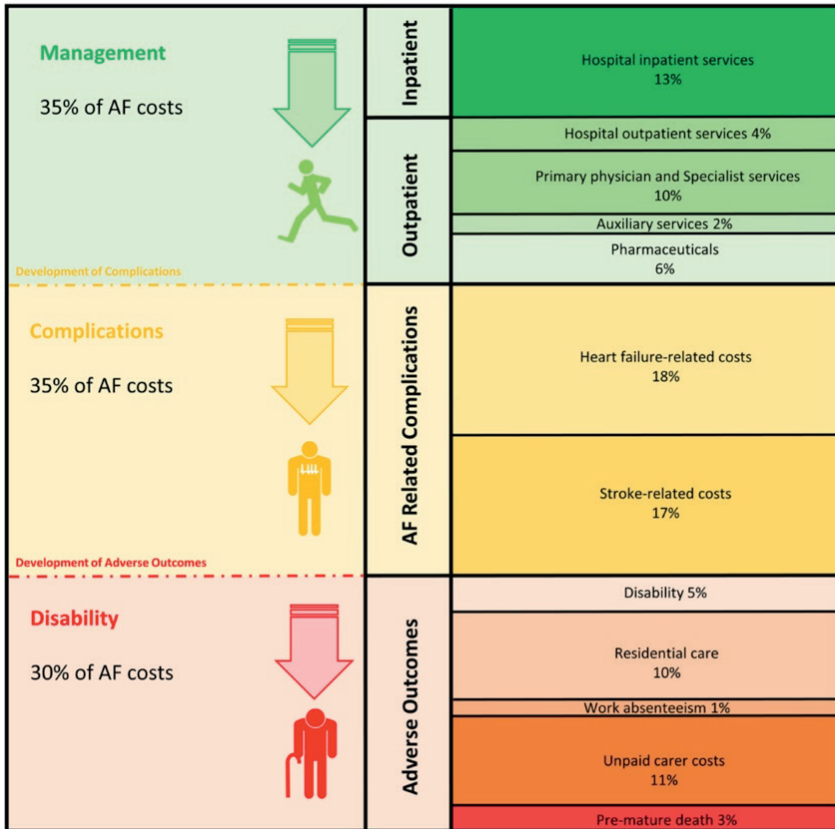 Management
35% of AF costs
Development of Complications
Inpatient
Hospital inpatient services
13%
Outpatient
Hospital outpatient services 4%
Primary physician and Specialist services
10%
Auxiliary services 2%
Pharmaceuticals
6%
Complications
35% of AF costs
Development of Adverse Outcomes
AF Related Complications
Heart failure-related costs
18%
Stroke-related costs
17%
Disability
30% of AF costs
Adverse Outcomes
Disability 5%
Residential care
10%
Work absenteeism 1%
Unpaid carer costs
11%
Pre-mature death 3%